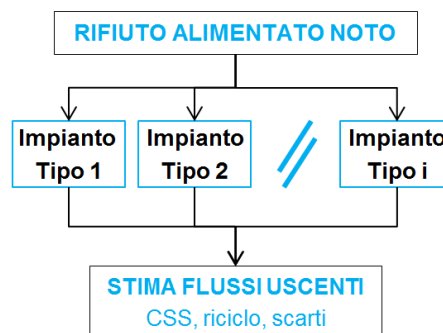 RIFIUTO ALIMENTATO NOTO
Impianto
Tipo 1
Impianto
Tipo 2
Impianto
Tipo i
STIMA FLUSSI USCENTI
CSS, riciclo, scarti